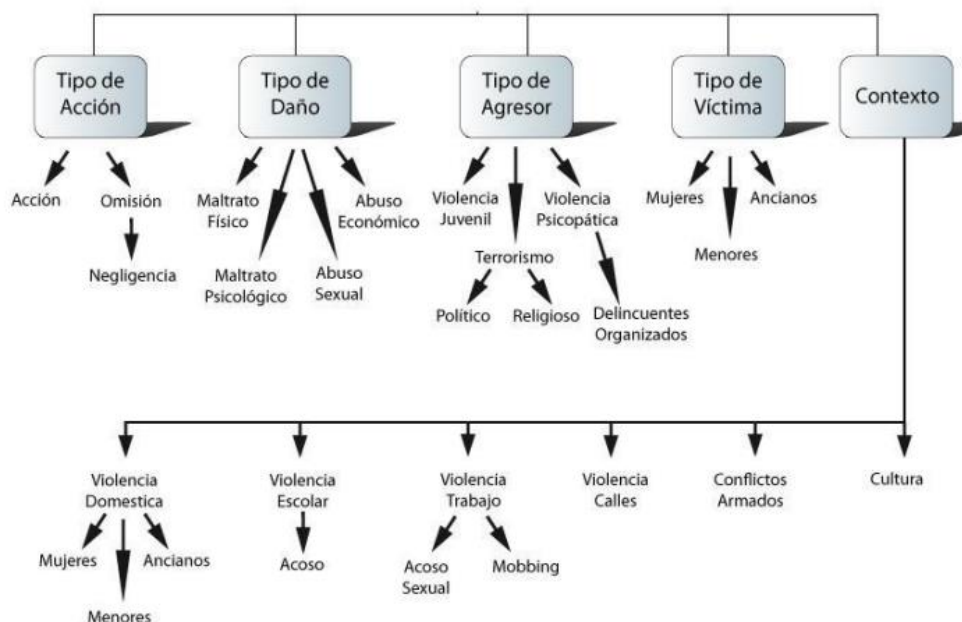 Tipo de
Acción
Tipo de
Daño
Tipo de
Agresor
Tipo de
Víctima
Contexto
Acción
Omisión
Negligencia
Maltrato
Físico
Maltrato
Psicológico
Abuso
Sexual
Abuso
Económico
Violencia
Juvenil
Terrorismo
Político
Religioso
Violencia
Psicopática
Delincuentes
Organizados
Mujeres
Menores
Ancianos
Violencia
Domestica
Mujeres
Menores
Ancianos
Violencia
Escolar
Acoso
Violencia
Trabajo
Acoso
Sexual
Mobbing
Violencia
Calles
Conflictos
Armados
Cultura